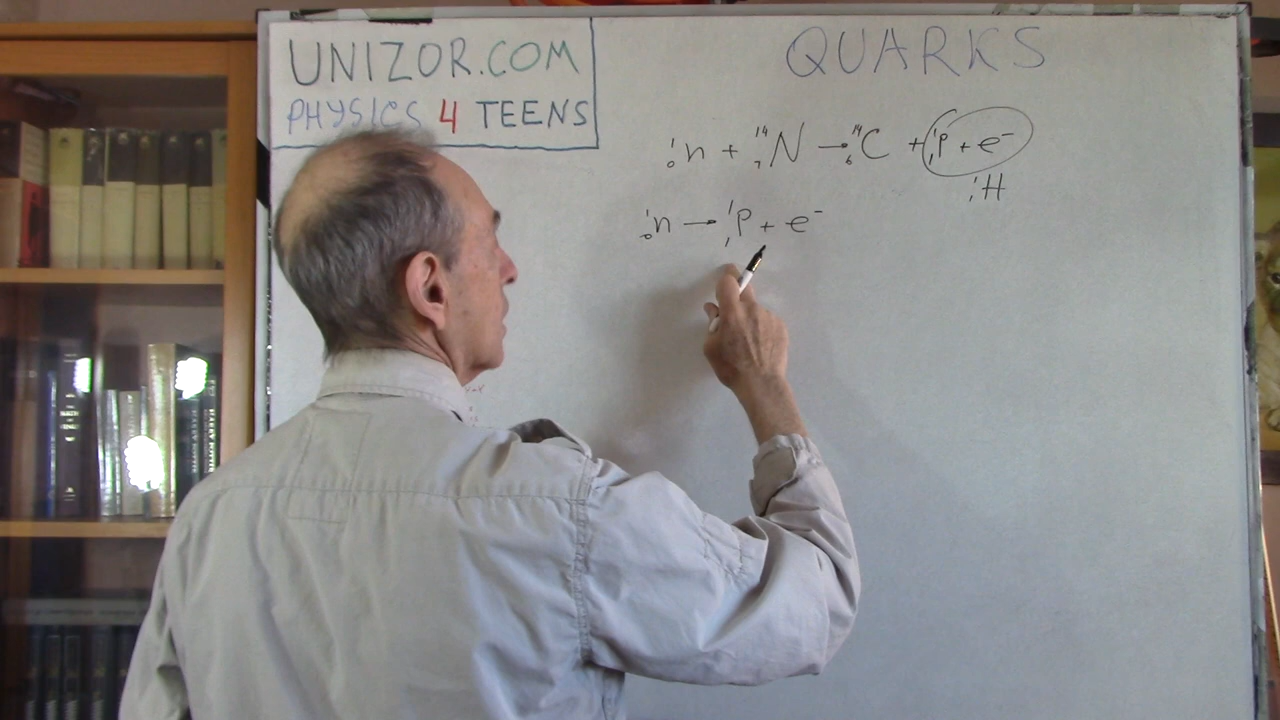 UNIZOR.COM
PHYSICS 4 TEENS
QUARKS
¹₀n + ¹⁴₇N → ¹⁴₆C + (¹₁p + e⁻)
¹₁H
¹₀n → ¹₁p + e⁻